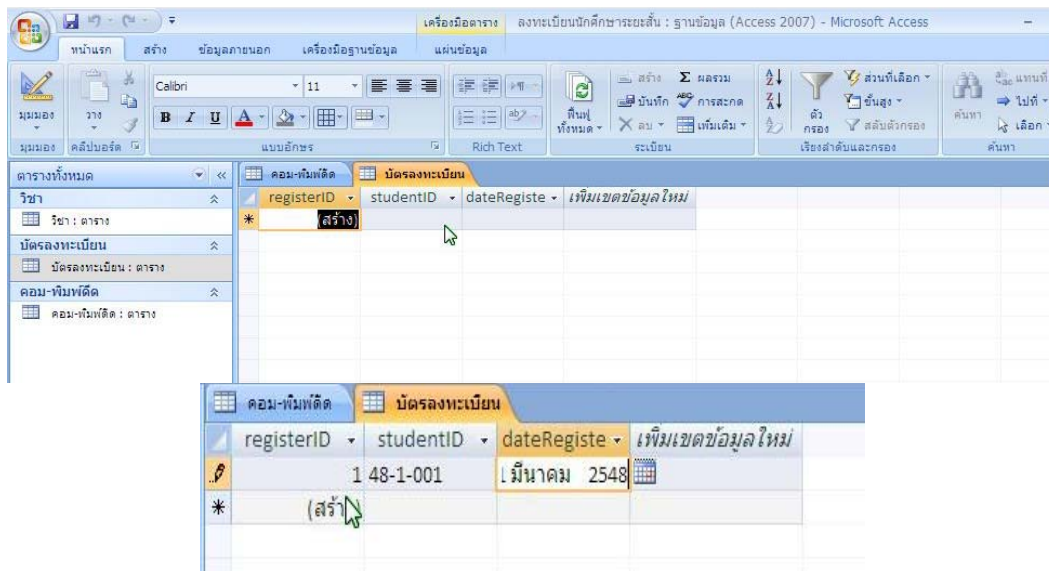 เครื่องมือตาราง ลงทะเบียนนักศึกษาระยะสั้น : ฐานข้อมูล (Access 2007) - Microsoft Access
หน้าแรก สร้าง ข้อมูลภายนอก เครื่องมือฐานข้อมูล แผ่นข้อมูล
Calibri 11 สร้าง Σ ผลรวม ส่วนที่เลือก แทนที่
มุมมอง วาง B I U A ab ฟื้นฟู ทั้งหมด บันทึก การสะกด ตัวกรอง ขั้นสูง ค้นหา ไปที่
ลบ เพิ่มเติม สลับตัวกรอง เลือก
มุมมอง คลิปบอร์ด แบบอักษร Rich Text ระเบียน เรียงลำดับและกรอง ค้นหา
ตารางทั้งหมด คอม-พิมพ์ดีด บัตรลงทะเบียน
วิชา registerID studentID dateRegiste เพิ่มเขตข้อมูลใหม่
วิชา : ตาราง (สร้าง)
บัตรลงทะเบียน
บัตรลงทะเบียน : ตาราง
คอม-พิมพ์ดีด
คอม-พิมพ์ดีด : ตาราง
คอม-พิมพ์ดีด บัตรลงทะเบียน
registerID studentID dateRegiste เพิ่มเขตข้อมูลใหม่
1 48-1-001 มีนาคม 2548